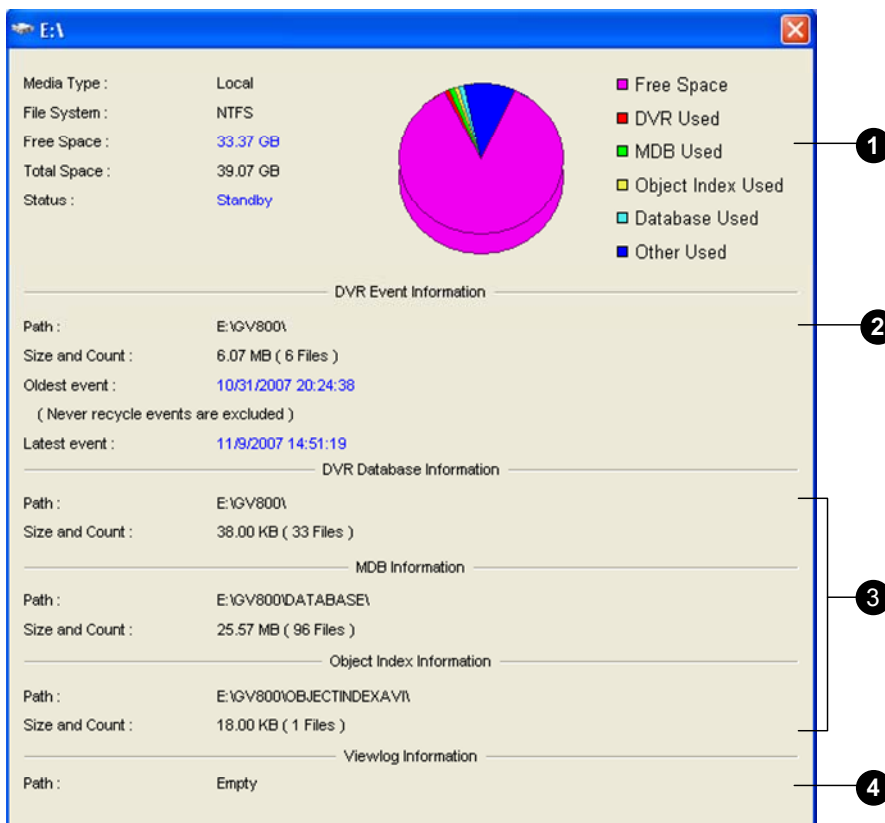 E:\
Media Type : Local
File System : NTFS
Free Space : 33.37 GB
Total Space : 39.07 GB
Status : Standby
Free Space
DVR Used
MDB Used
Object Index Used
Database Used
Other Used
1
DVR Event Information
Path : E:\GV800\
2
Size and Count : 6.07 MB ( 6 Files )
Oldest event : 10/31/2007 20:24:38
( Never recycle events are excluded )
Latest event : 11/9/2007 14:51:19
DVR Database Information
Path : E:\GV800\
Size and Count : 38.00 KB ( 33 Files )
MDB Information
Path : E:\GV800\DATABASE\
3
Size and Count : 25.57 MB ( 96 Files )
Object Index Information
Path : E:\GV800\OBJECTINDEXAVI\
Size and Count : 18.00 KB ( 1 Files )
Viewlog Information
Path : Empty
4